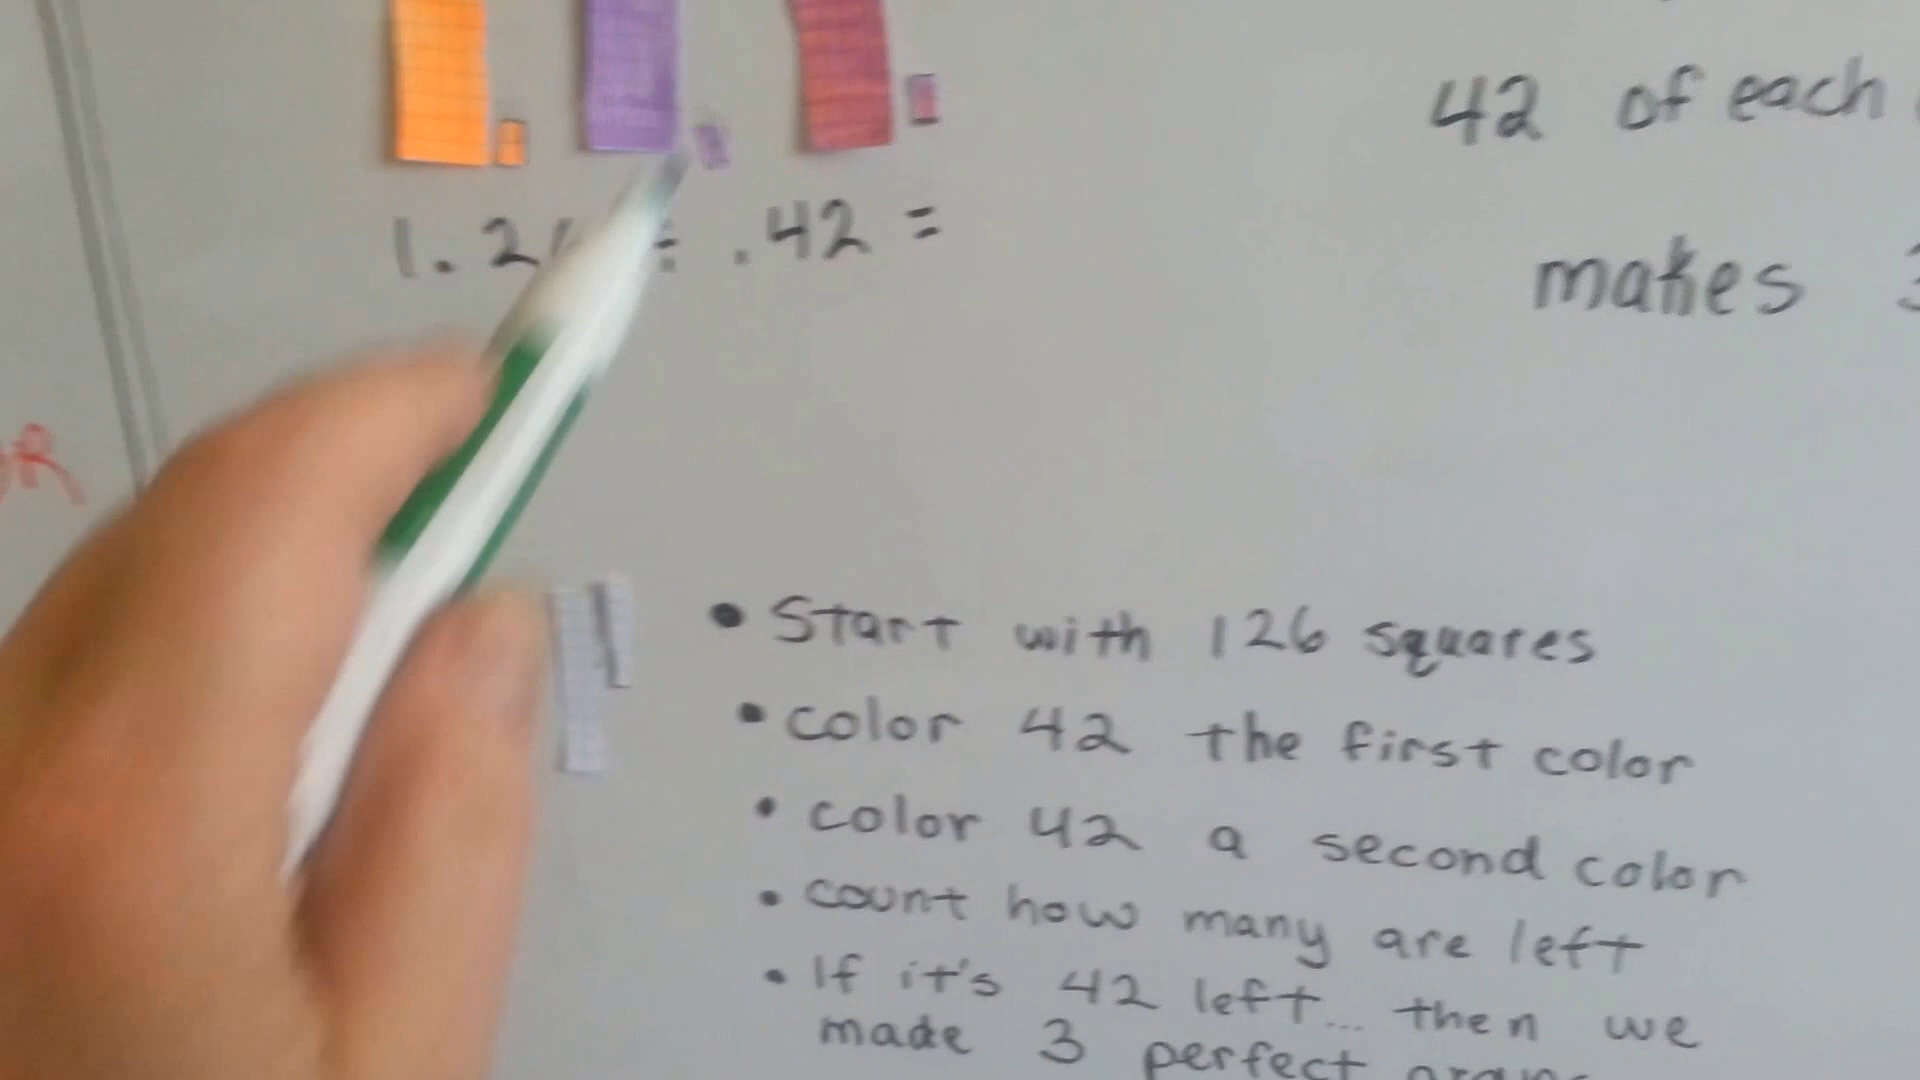 42 of each
1.2 ÷ .42 =
makes
OR
• Start with 126 squares
• color 42 the first color
• color 42 a second color
• count how many are left
• If it's 42 left... then we
made 3 perfect